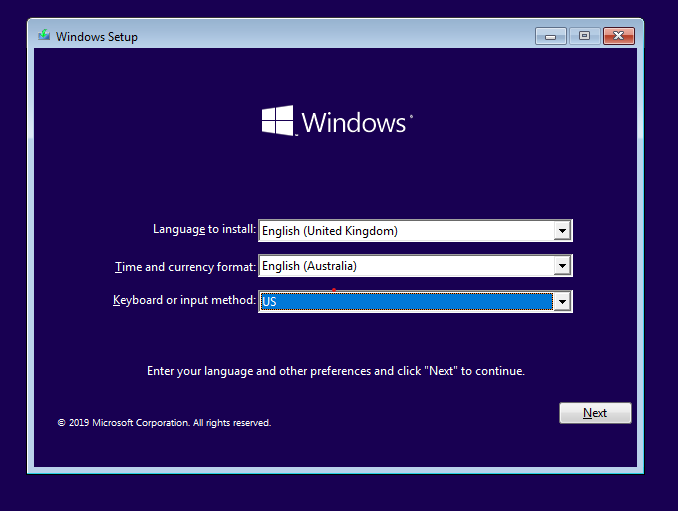 Windows Setup
Windows
Language to install: English (United Kingdom)
Time and currency format: English (Australia)
Keyboard or input method: US
Enter your language and other preferences and click "Next" to continue.
Next
© 2019 Microsoft Corporation. All rights reserved.